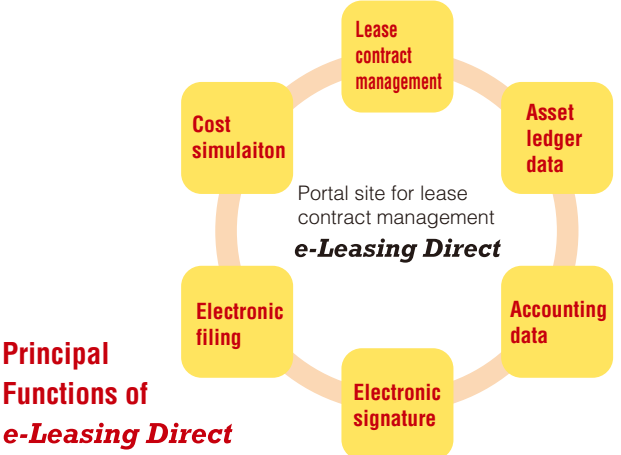 Lease
contract
management
Asset
ledger
data
Cost
simulaiton
Portal site for lease
contract management
e-Leasing Direct
Accounting
data
Electronic
filing
Electronic
signature
Principal
Functions of
e-Leasing Direct